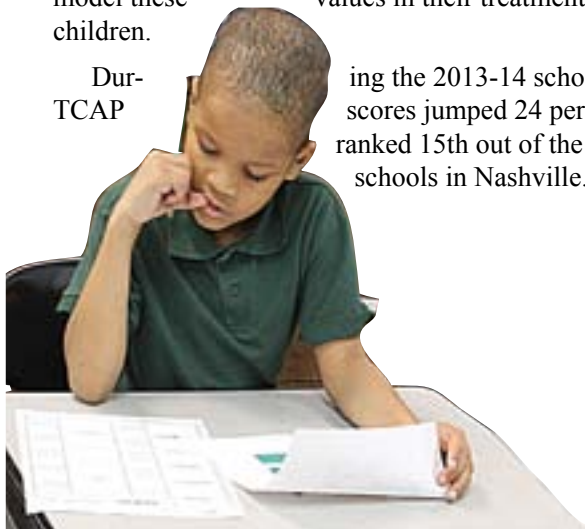 model these values in their treatment
children.
Dur- ing the 2013-14 scho
TCAP scores jumped 24 per
ranked 15th out of the
schools in Nashville.